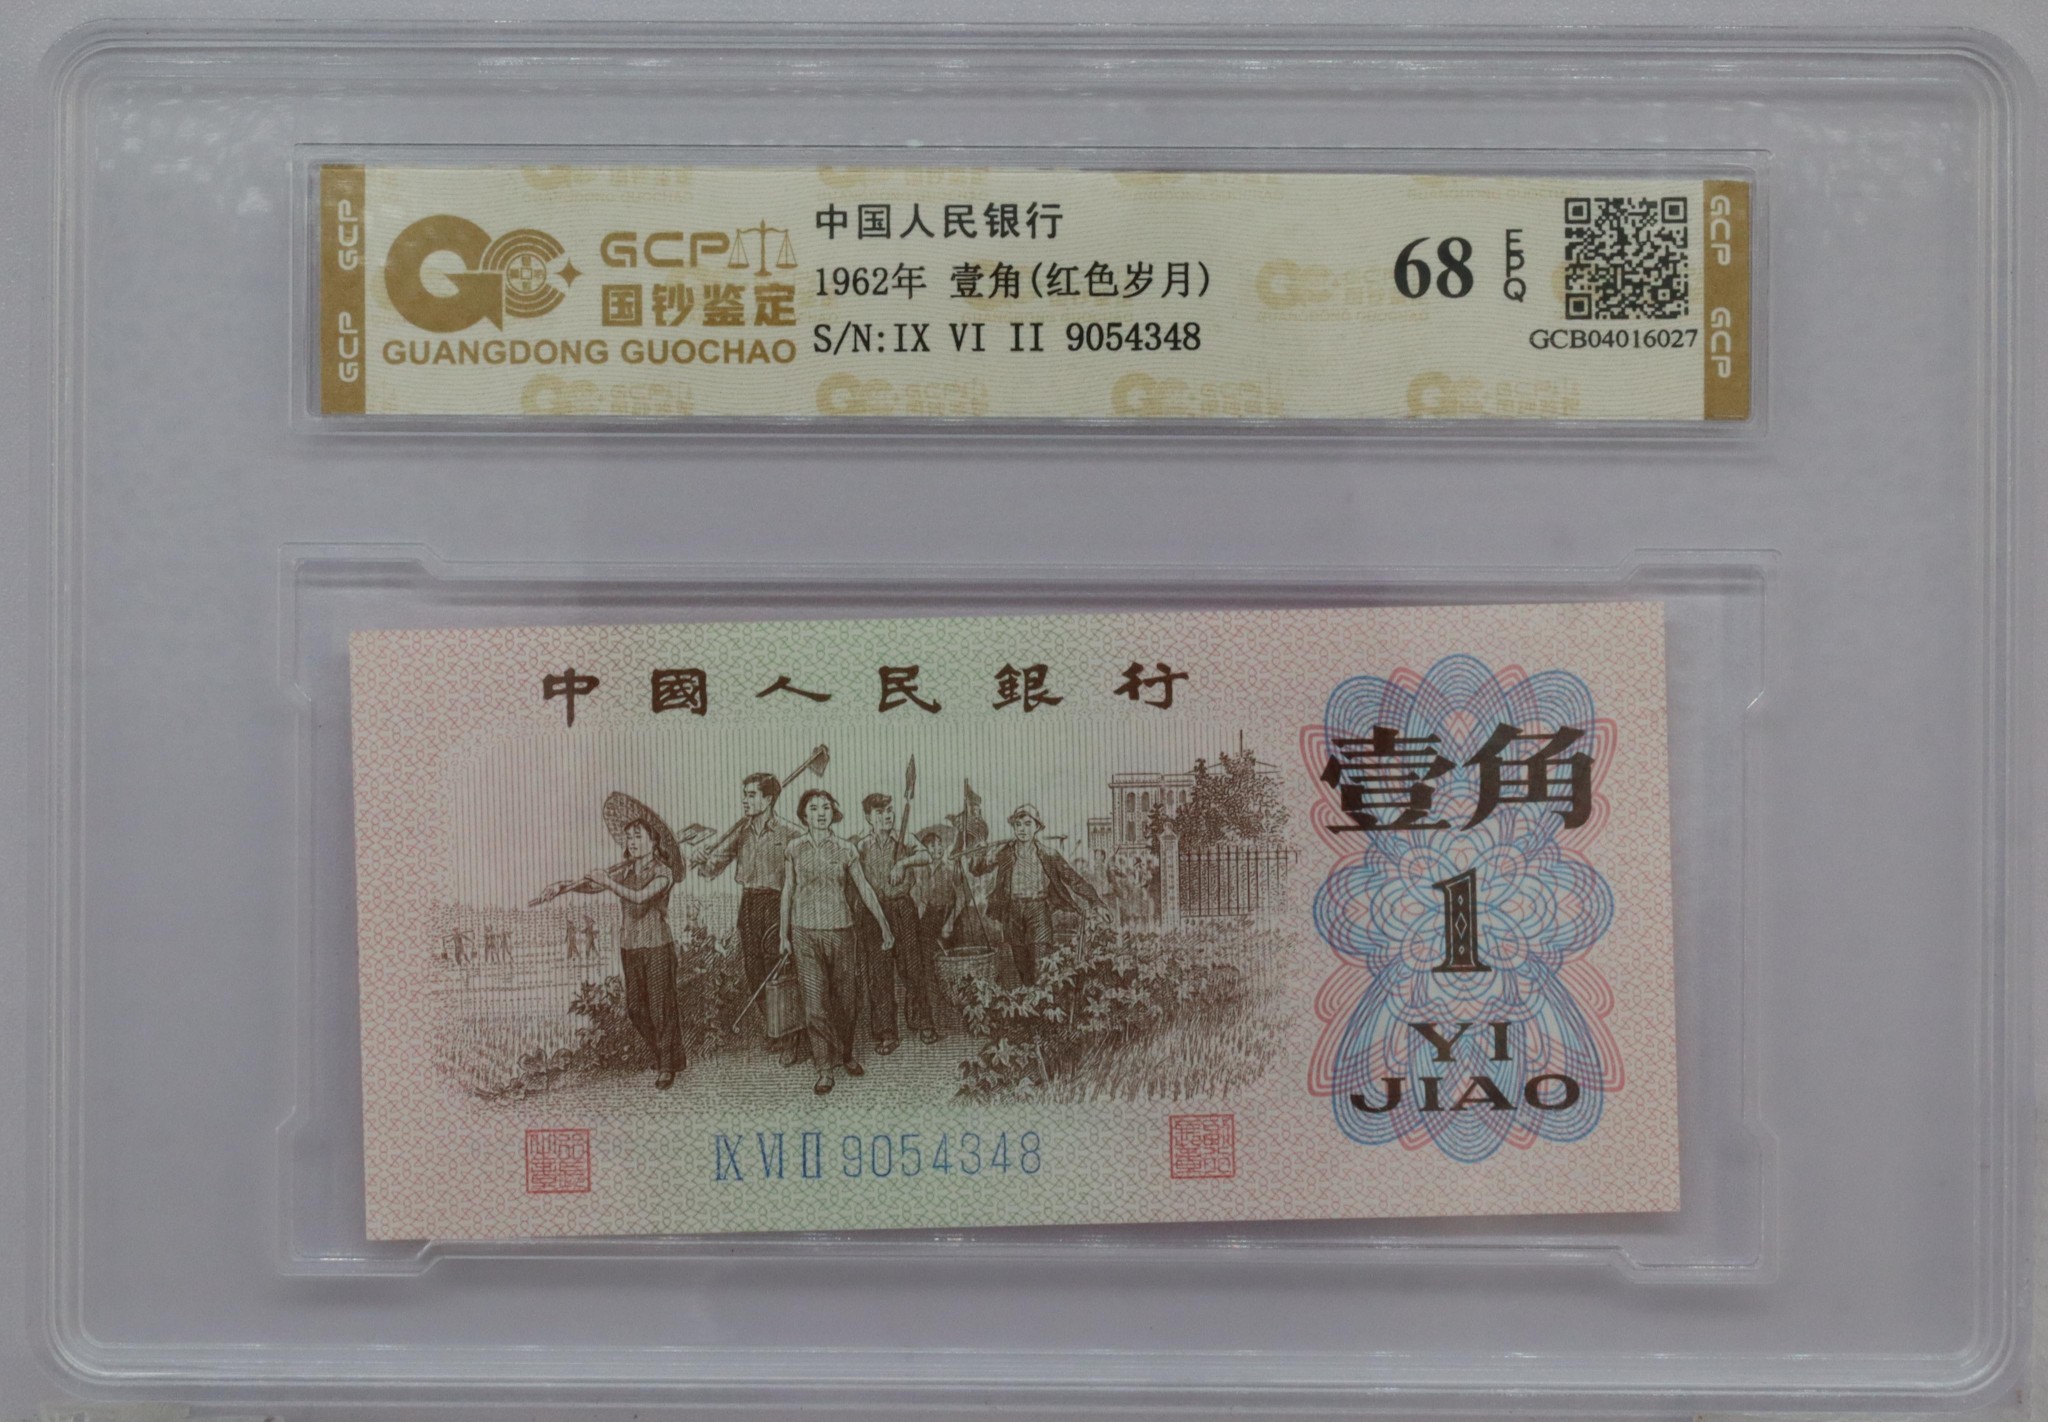 GCP GCP
GCP
国钞鉴定
GUANGDONG GUOCHAO
中国人民银行
1962年 壹角(红色岁月)
S/N:IX VI II 9054348
68 EPQ
GCB04016027
GCP GCP
中國人民銀行
壹角
1
YI
JIAO
IX VI II 9054348